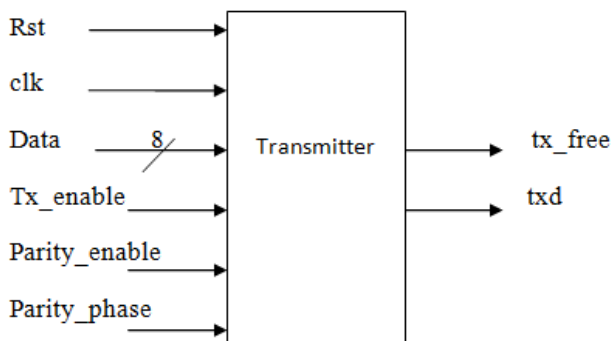 Rst
clk
Data 8
Tx_enable
Parity_enable
Parity_phase
Transmitter
tx_free
txd